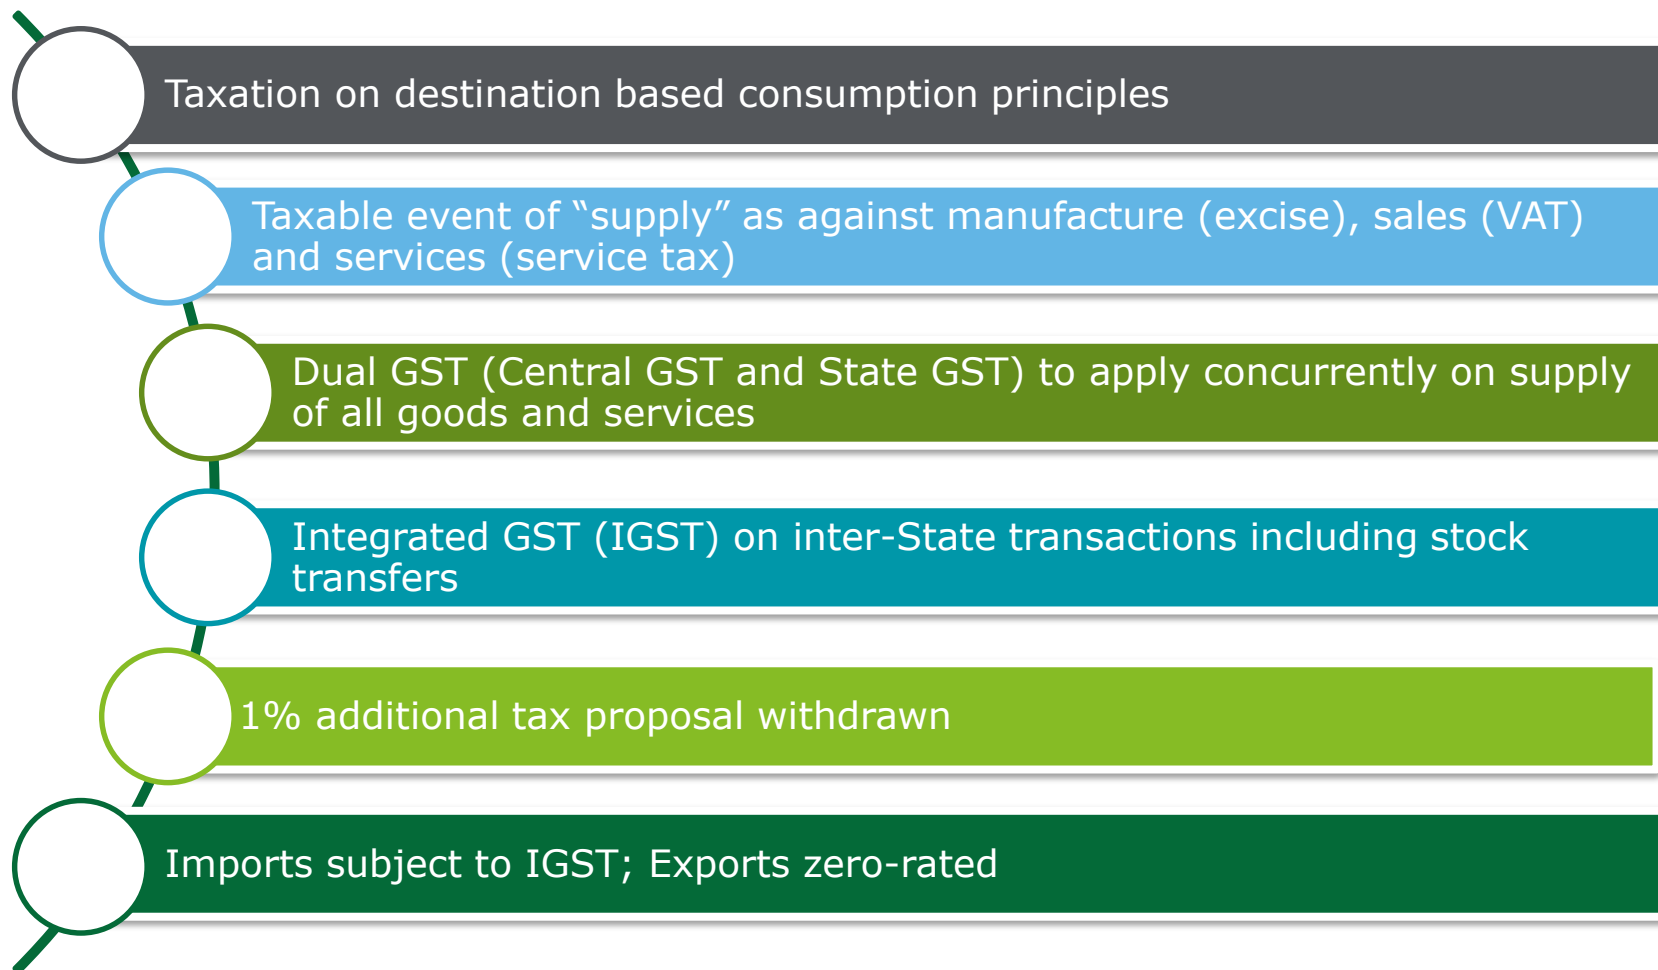 Taxation on destination based consumption principles
Taxable event of “supply” as against manufacture (excise), sales (VAT)
and services (service tax)
Dual GST (Central GST and State GST) to apply concurrently on supply
of all goods and services
Integrated GST (IGST) on inter-State transactions including stock
transfers
1% additional tax proposal withdrawn
Imports subject to IGST; Exports zero-rated